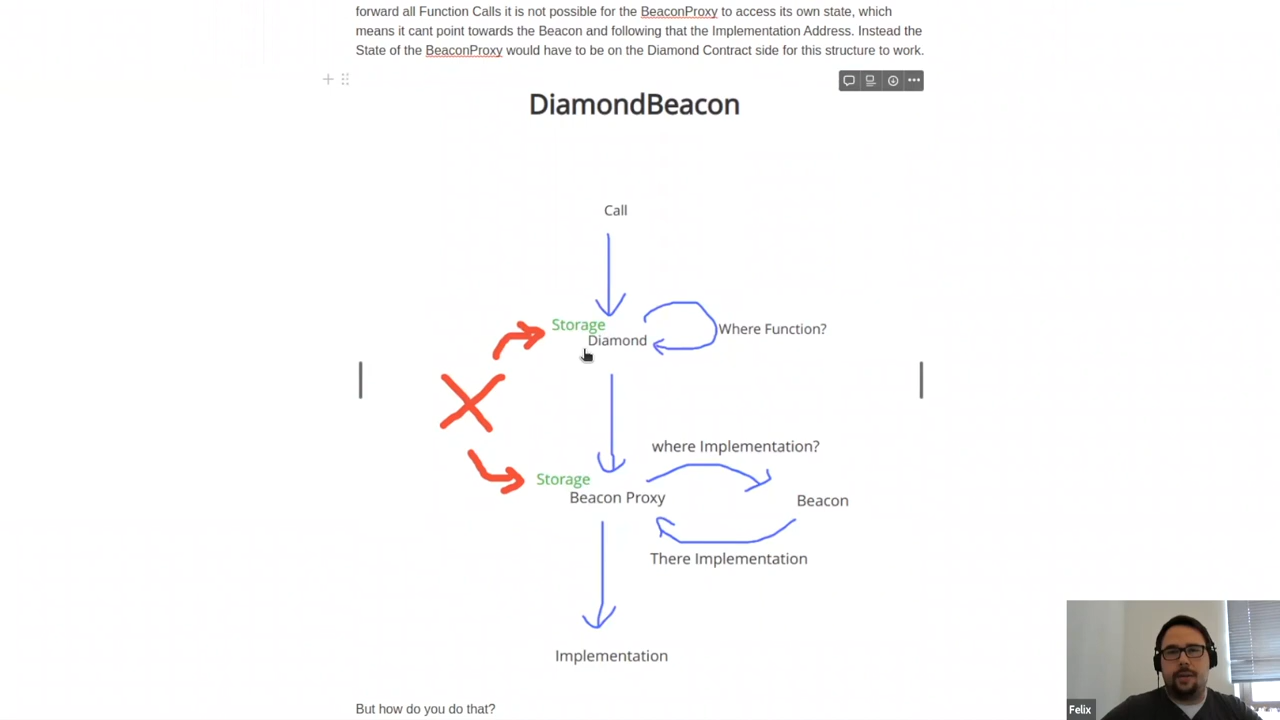 forward all Function Calls it is not possible for the BeaconProxy to access its own state, which
means it cant point towards the Beacon and following that the Implementation Address. Instead the
State of the BeaconProxy would have to be on the Diamond Contract side for this structure to work.
DiamondBeacon
Call
Storage
Diamond
Where Function?
where Implementation?
Storage
Beacon Proxy
Beacon
There Implementation
Implementation
But how do you do that?
Felix